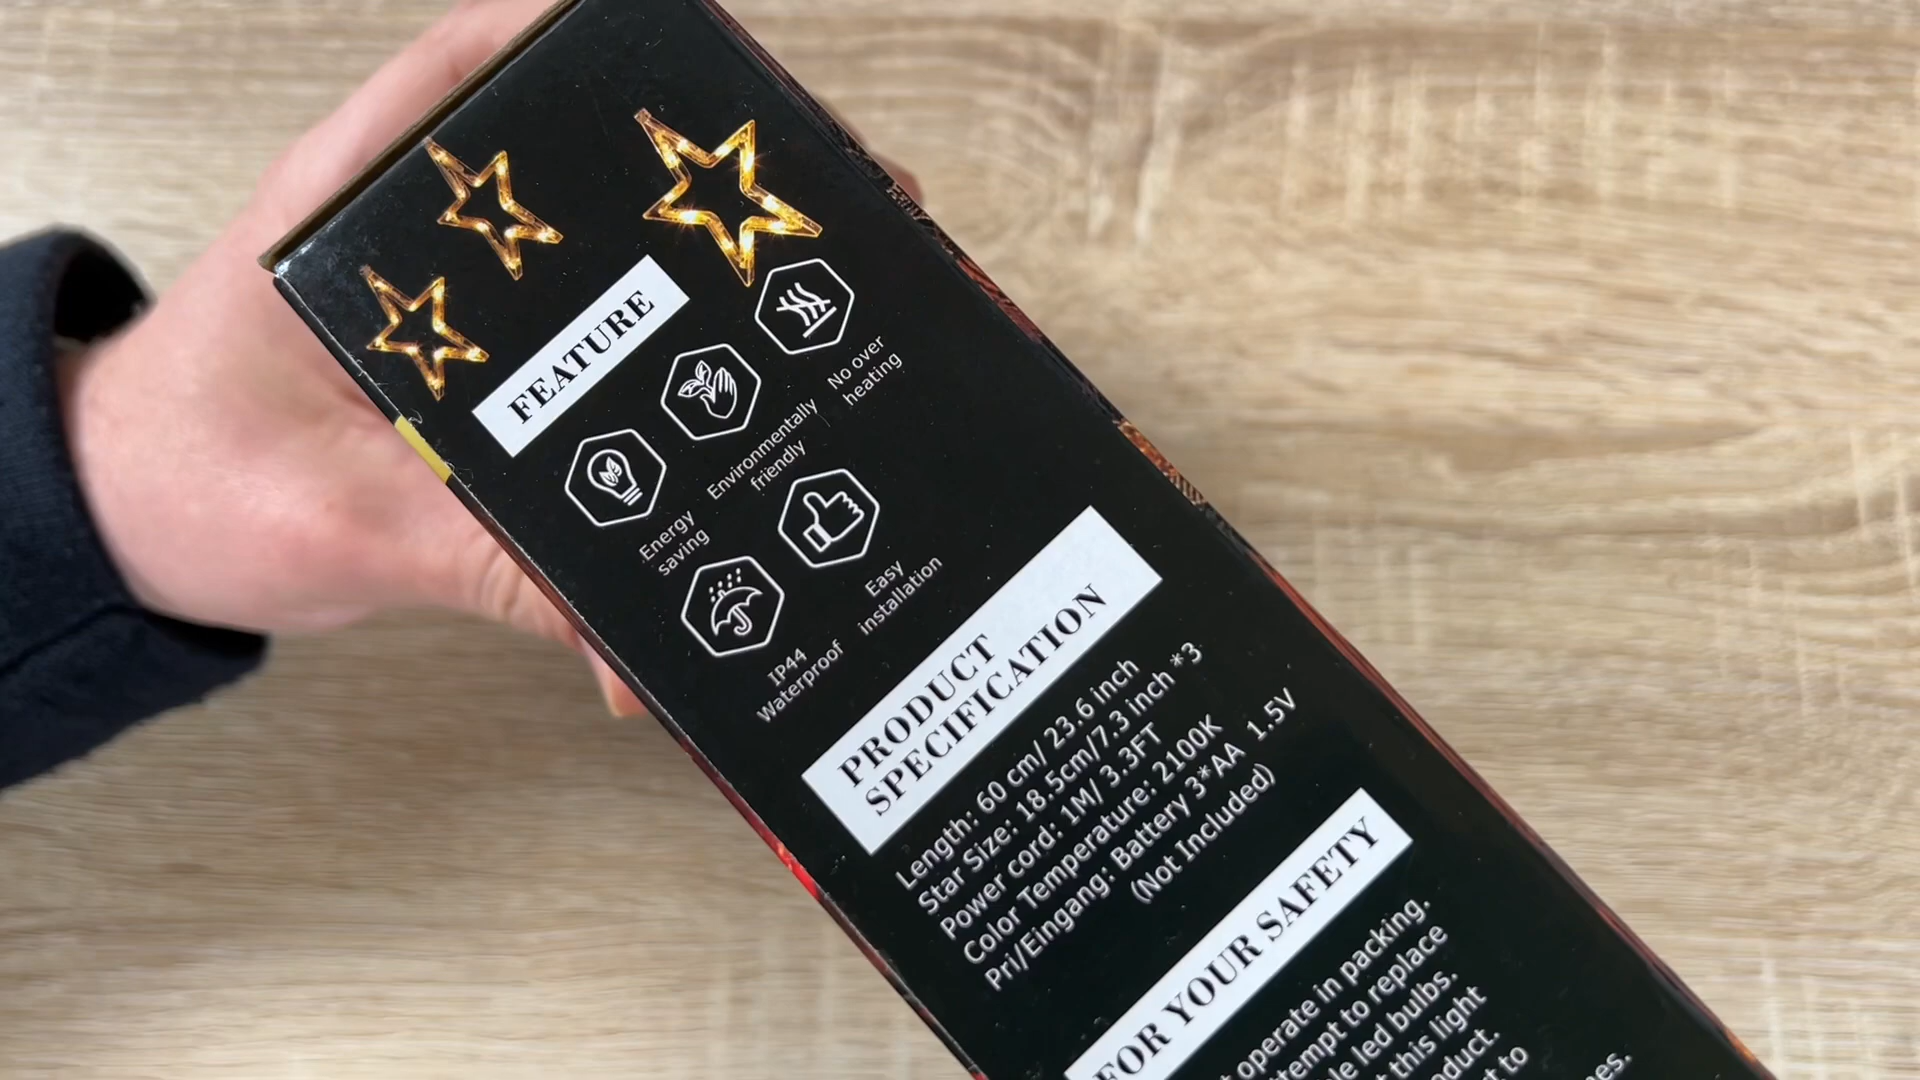 FEATURE
Energy
saving
Environmentally
friendly
No over
heating
IP44
Waterproof
Easy
installation
PRODUCT
SPECIFICATION
Length: 60 cm/ 23.6 inch
Star Size: 18.5cm/7.3 inch *3
Power cord: 1M/ 3.3FT
Color Temperature: 2100K
Pri/Eingang: Battery 3*AA 1.5V
(Not Included)
FOR YOUR SAFETY
operate in packing.
to replace
led bulbs.
this light
to